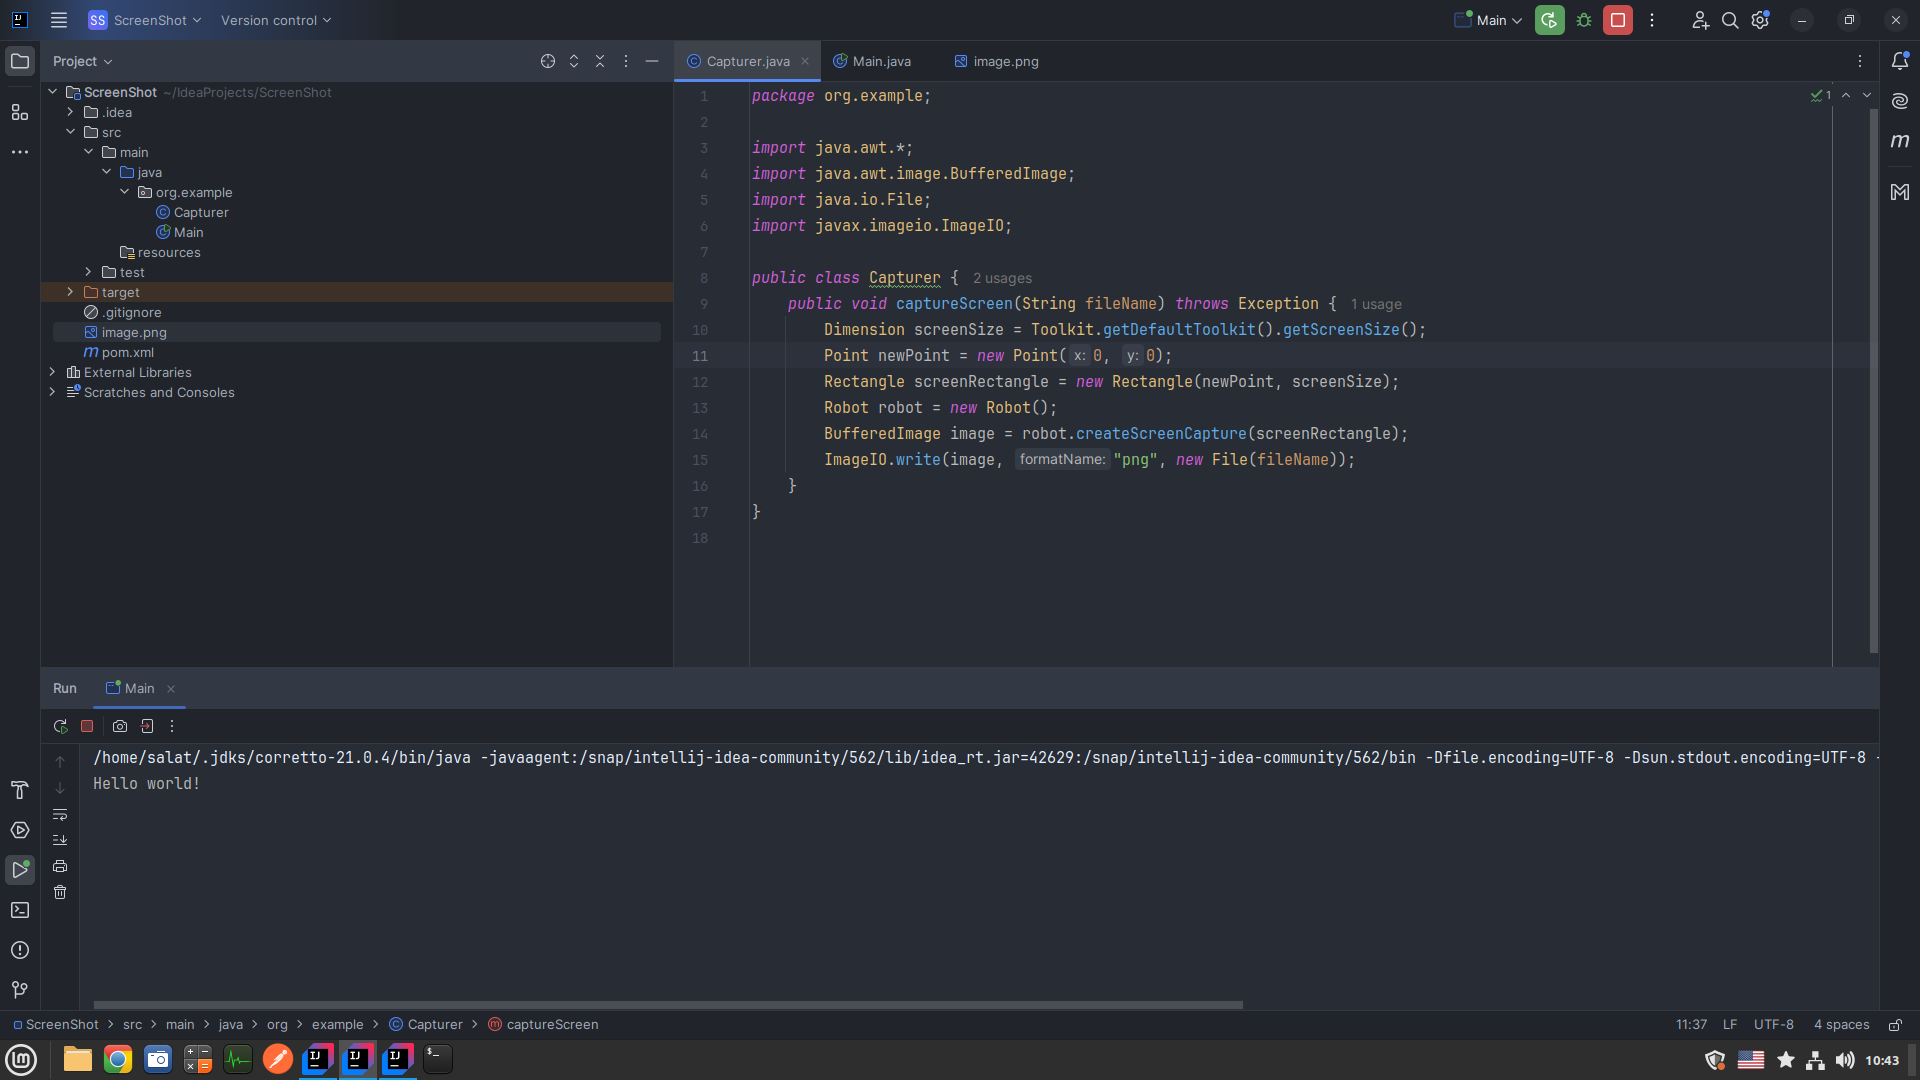 SS ScreenShot Version control Main
Project
Capturer.java Main.java image.png
ScreenShot ~/IdeaProjects/ScreenShot
.idea
src
main
java
org.example
Capturer
Main
resources
test
target
.gitignore
image.png
pom.xml
External Libraries
Scratches and Consoles
1 package org.example; 1
2
3 import java.awt.*;
4 import java.awt.image.BufferedImage;
5 import java.io.File;
6 import javax.imageio.ImageIO;
7
8 public class Capturer { 2 usages
9 public void captureScreen(String fileName) throws Exception { 1 usage
10 Dimension screenSize = Toolkit.getDefaultToolkit().getScreenSize();
11 Point newPoint = new Point( x: 0, y: 0);
12 Rectangle screenRectangle = new Rectangle(newPoint, screenSize);
13 Robot robot = new Robot();
14 BufferedImage image = robot.createScreenCapture(screenRectangle);
15 ImageIO.write(image, formatName: "png", new File(fileName));
16 }
17 }
18
Run Main
/home/salat/.jdks/corretto-21.0.4/bin/java -javaagent:/snap/intellij-idea-community/562/lib/idea_rt.jar=42629:/snap/intellij-idea-community/562/bin -Dfile.encoding=UTF-8 -Dsun.stdout.encoding=UTF-8 -
Hello world!
ScreenShot > src > main > java > org > example > Capturer > captureScreen 11:37 LF UTF-8 4 spaces
10:43